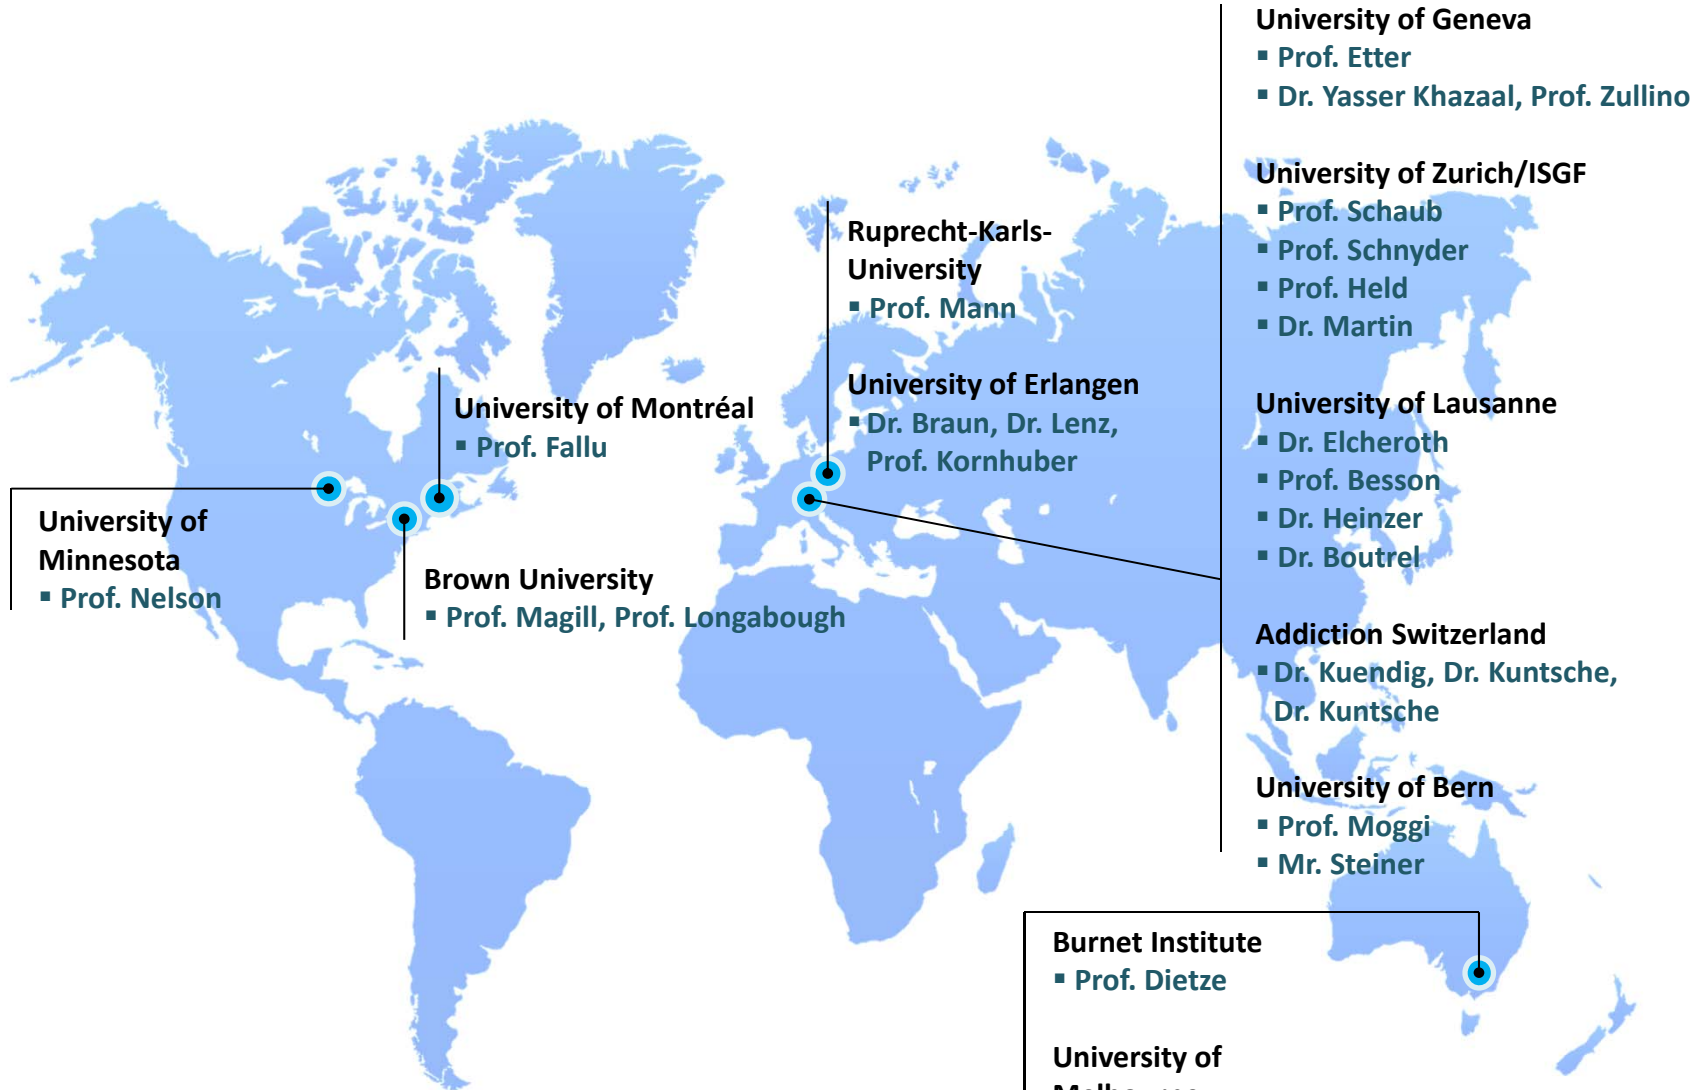 University of Geneva
▪ Prof. Etter
▪ Dr. Yasser Khazaal, Prof. Zullino
University of Zurich/ISGF
▪ Prof. Schaub
▪ Prof. Schnyder
▪ Prof. Held
▪ Dr. Martin
University of Lausanne
▪ Dr. Elcheroth
▪ Prof. Besson
▪ Dr. Heinzer
▪ Dr. Boutrel
Addiction Switzerland
▪ Dr. Kuendig, Dr. Kuntsche,
Dr. Kuntsche
University of Bern
▪ Prof. Moggi
▪ Mr. Steiner
Ruprecht-Karls-
University
▪ Prof. Mann
University of Erlangen
▪ Dr. Braun, Dr. Lenz,
Prof. Kornhuber
University of Montréal
▪ Prof. Fallu
University of
Minnesota
▪ Prof. Nelson
Brown University
▪ Prof. Magill, Prof. Longabough
Burnet Institute
▪ Prof. Dietze
University of
Melbourne